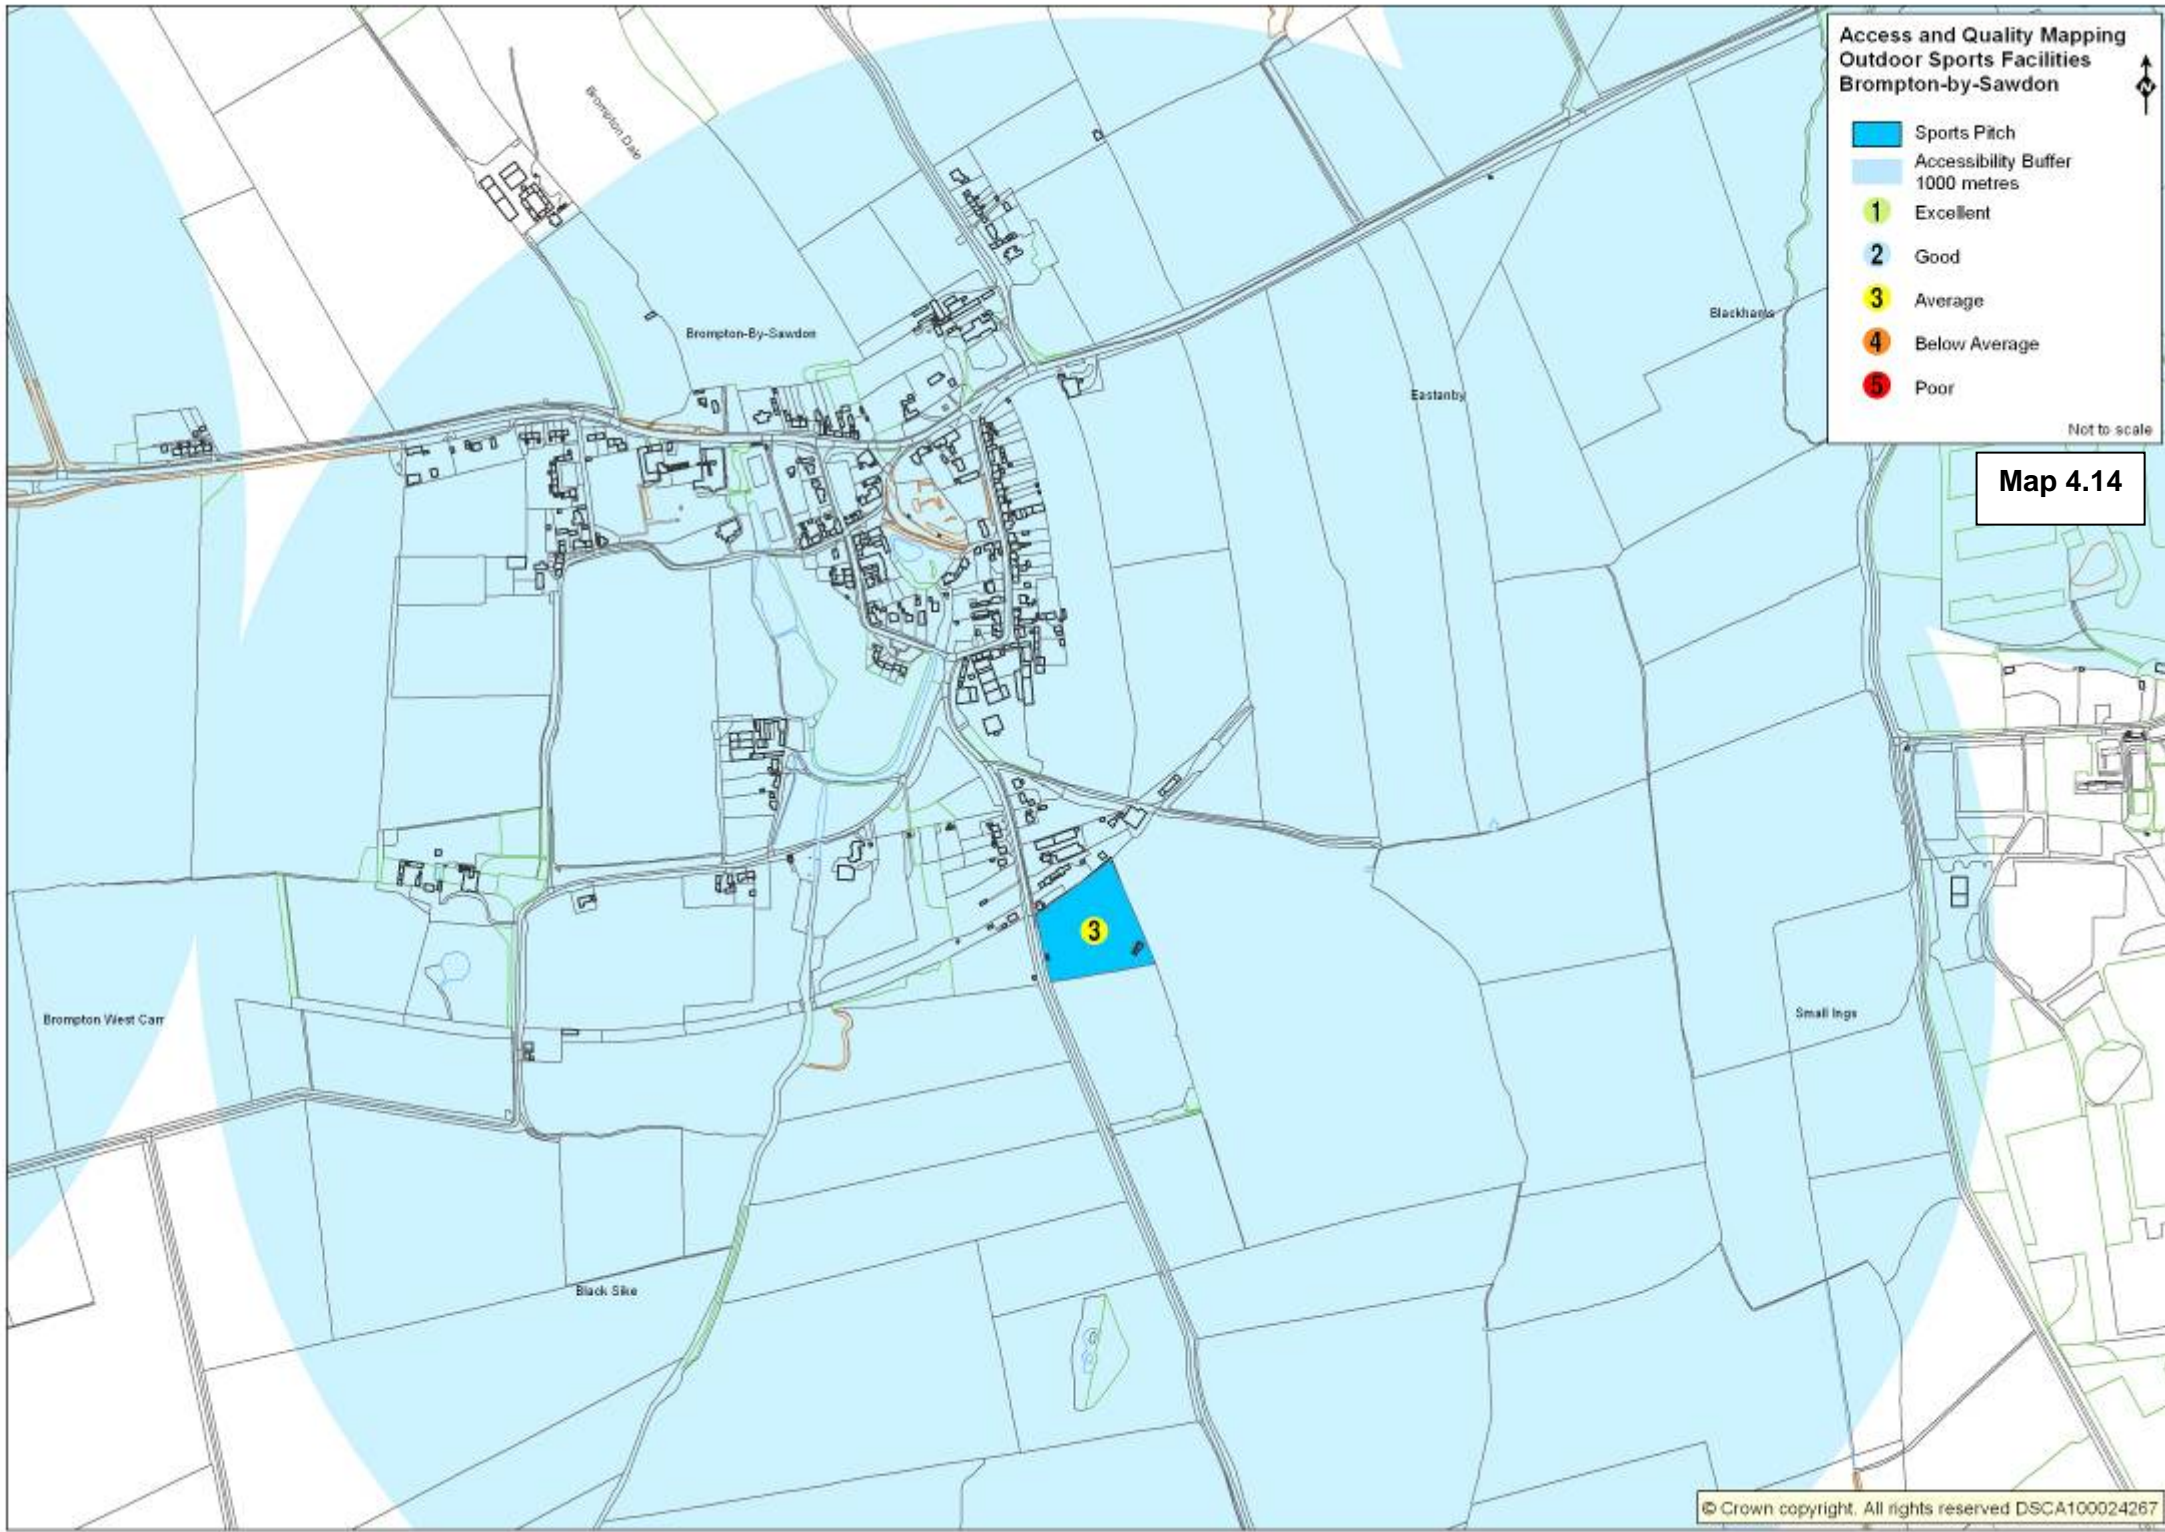 Access and Quality Mapping
Outdoor Sports Facilities
Brompton-by-Sawdon
N
Sports Pitch
Accessibility Buffer
1000 metres
1 Excellent
2 Good
3 Average
4 Below Average
5 Poor
Not to scale
Map 4.14
Brompton Dale
Brompton-By-Sawdon
Blackhams
Eastanby
3
Brompton West Carr
Small Ings
Black Sike
© Crown copyright. All rights reserved DSCA100024267